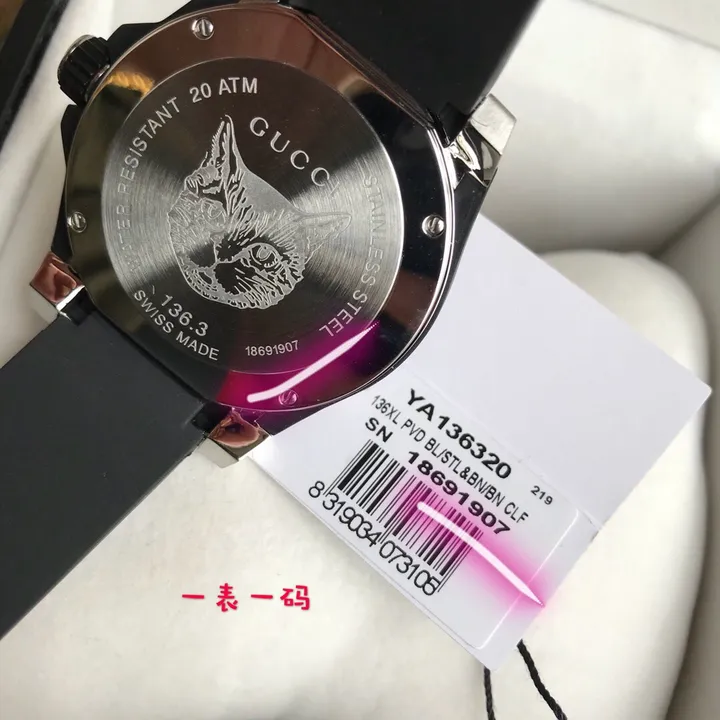 WATER RESISTANT 20 ATM
GUCCI
STAINLESS STEEL
136.3
SWISS MADE
18691907
YA136320
136XL PVD BL/STL&BN/BN CLF
219
SN 18691907
8 319034 073105
一表一码